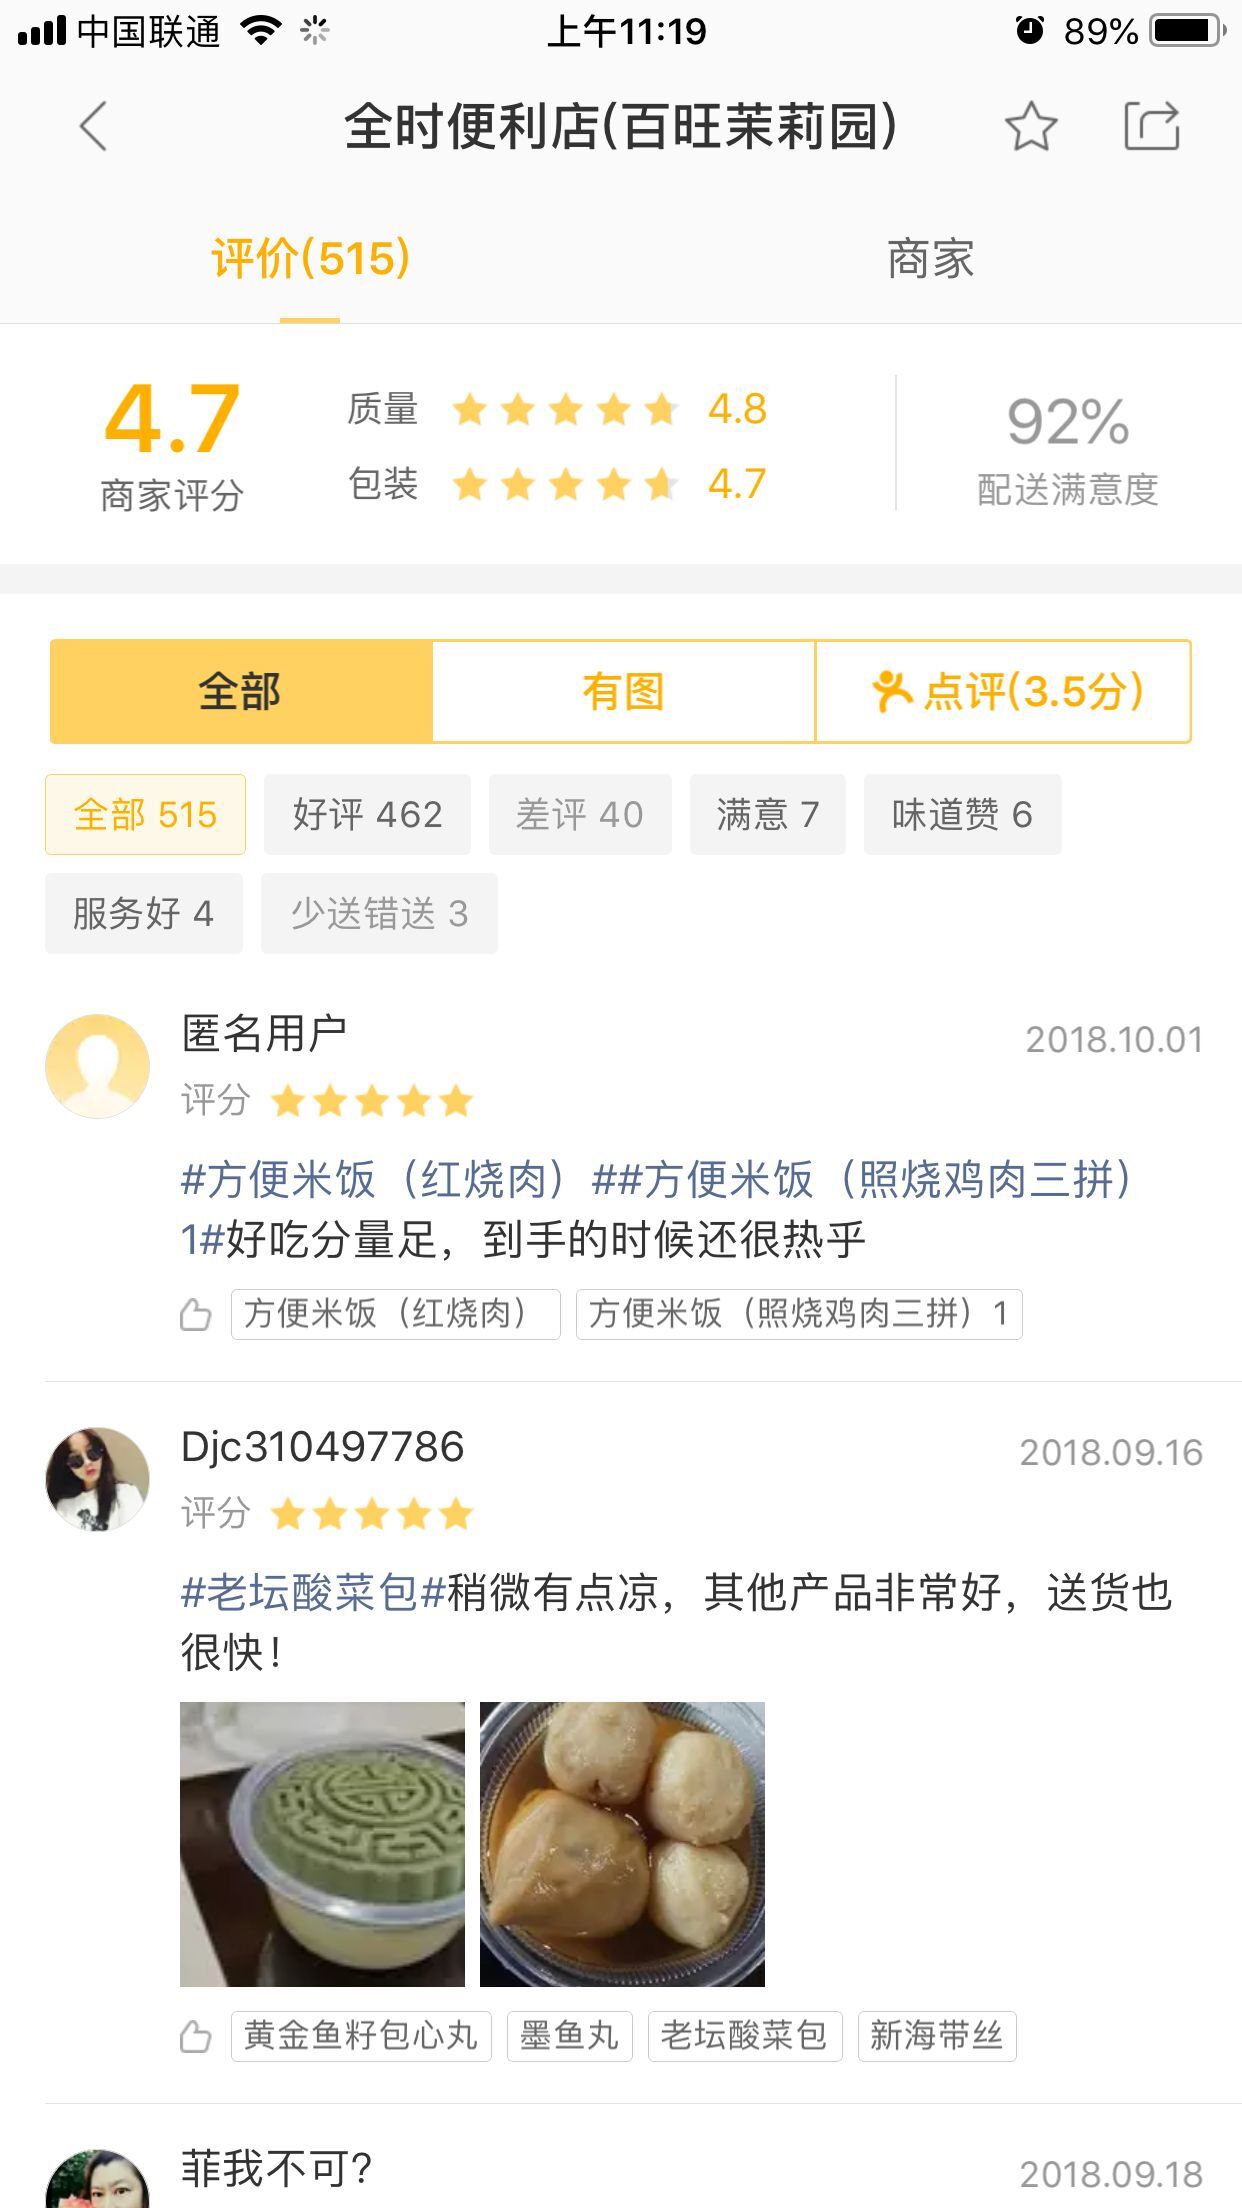 中国联通 上午11:19 89%
全时便利店(百旺茉莉园)
评价(515) 商家
4.7 商家评分
质量 4.8
包装 4.7
92%
配送满意度
全部 有图 点评(3.5分)
全部 515 好评 462 差评 40 满意 7 味道赞 6
服务好 4 少送错送 3
匿名用户 2018.10.01
评分
#方便米饭（红烧肉）##方便米饭（照烧鸡肉三拼）
1#好吃分量足，到手的时候还很热乎
方便米饭（红烧肉） 方便米饭（照烧鸡肉三拼）1
Djc310497786 2018.09.16
评分
#老坛酸菜包#稍微有点凉，其他产品非常好，送货也
很快！
黄金鱼籽包心丸 墨鱼丸 老坛酸菜包 新海带丝
菲我不可? 2018.09.18